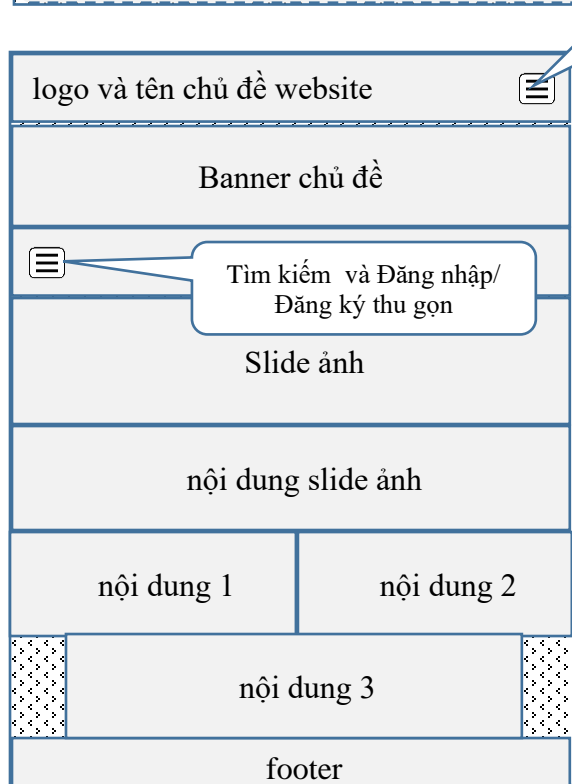 logo và tên chủ đề website
Banner chủ đề
Tìm kiếm và Đăng nhập/
Đăng ký thu gọn
Slide ảnh
nội dung slide ảnh
nội dung 1
nội dung 2
nội dung 3
footer